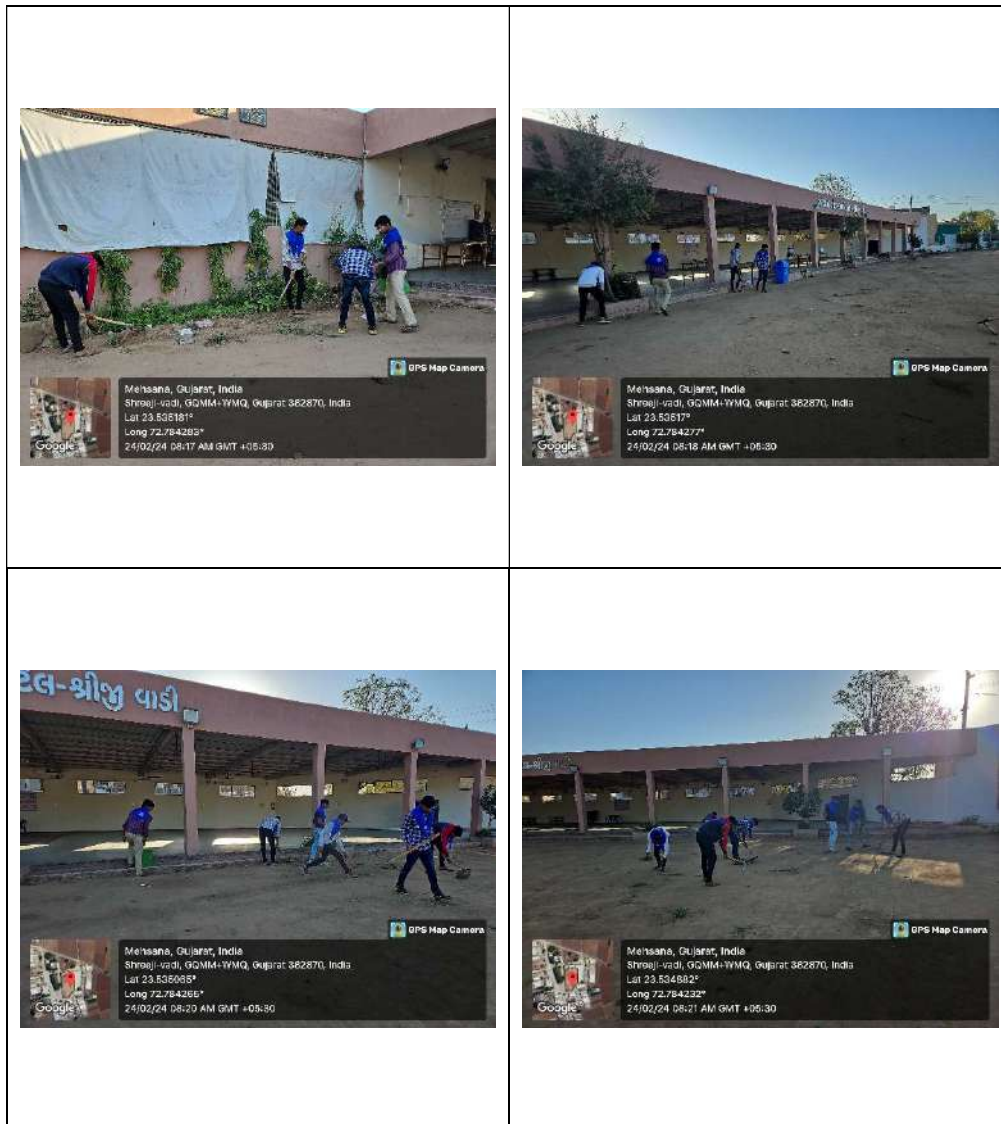 GPS Map Camera
Mehsana, Gujarat, India
Shreeji-vadi, GQMM+WMQ, Gujarat 382870, India
Lat 23.535181°
Long 72.784283°
24/02/24 08:17 AM GMT +05:30
Google
GPS Map Camera
Mehsana, Gujarat, India
Shreeji-vadi, GQMM+WMQ, Gujarat 382870, India
Lat 23.53517°
Long 72.784277°
24/02/24 08:18 AM GMT +05:30
Google
ટલ-શ્રીજી વાડી
GPS Map Camera
Mehsana, Gujarat, India
Shreeji-vadi, GQMM+WMQ, Gujarat 382870, India
Long 72.784265°
24/02/24 08:20 AM GMT +05:30
Google
GPS Map Camera
Mehsana, Gujarat, India
Shreeji-vadi, GQMM+WMQ, Gujarat 382870, India
Lat 23.534682°
Long 72.784232°
24/02/24 08:21 AM GMT +05:30
Google